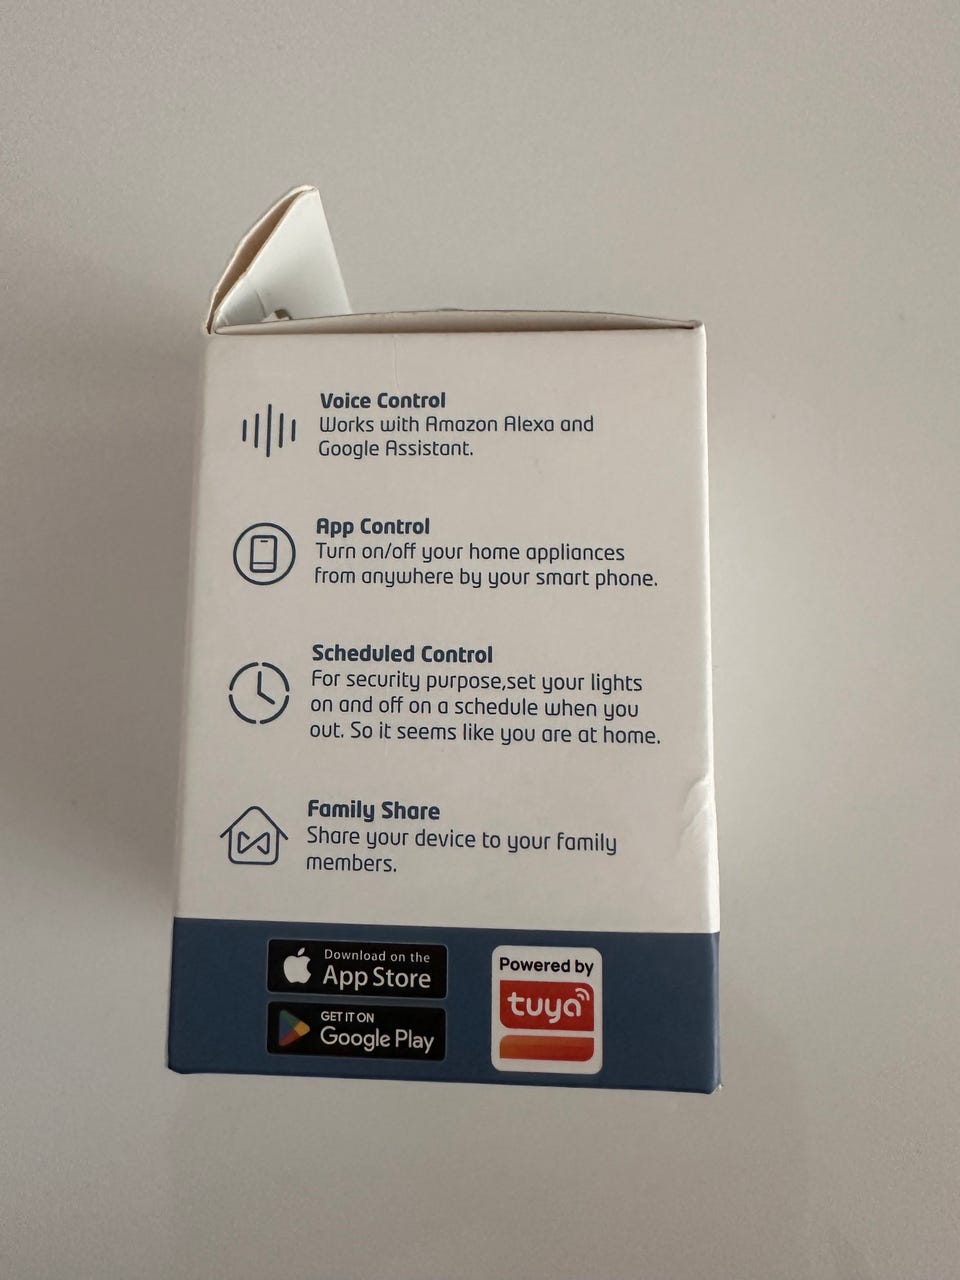 Voice Control
Works with Amazon Alexa and
Google Assistant.
App Control
Turn on/off your home appliances
from anywhere by your smart phone.
Scheduled Control
For security purpose,set your lights
on and off on a schedule when you
out. So it seems like you are at home.
Family Share
Share your device to your family
members.
Download on the
App Store
GET IT ON
Google Play
Powered by
tuya